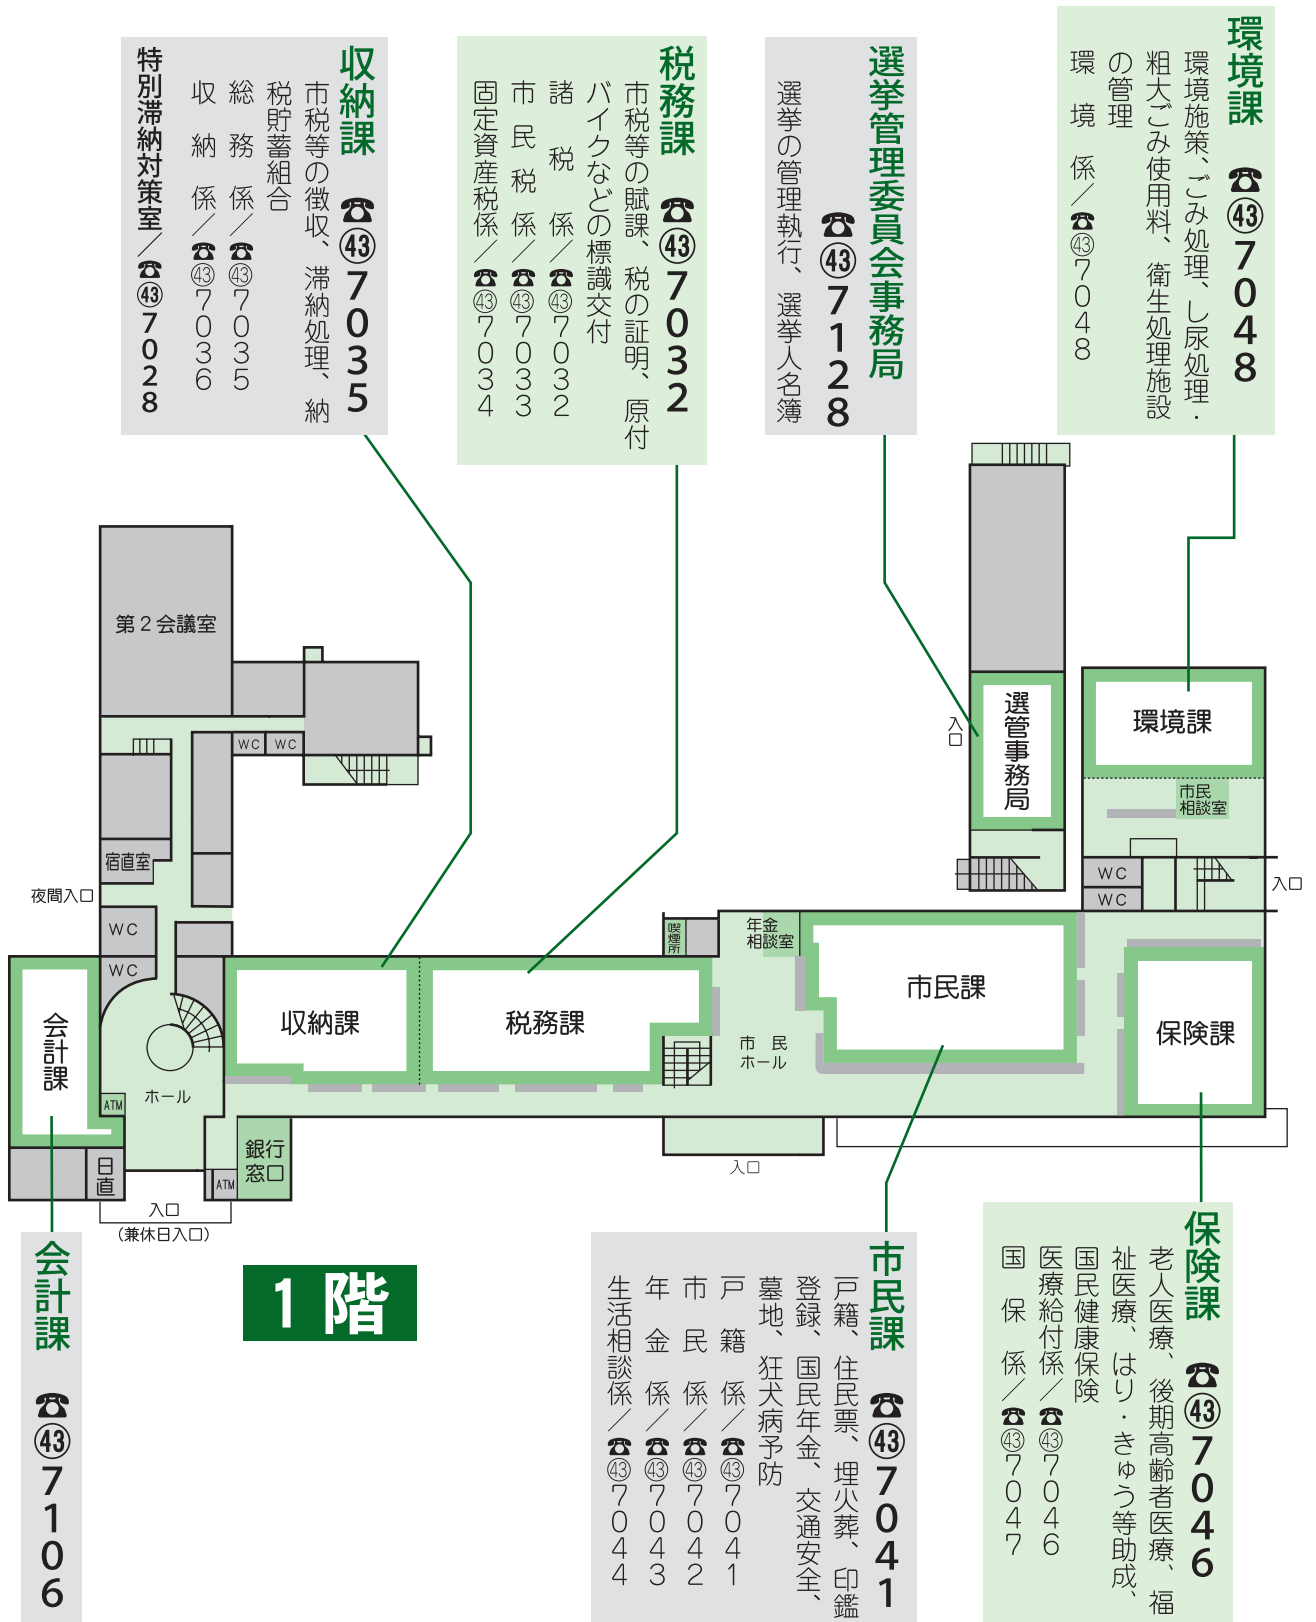 環境課 ☎㊸7048
環境施策、ごみ処理、し尿処理・
粗大ごみ使用料、衛生処理施設
の管理
環境係／☎㊸7048
選挙管理委員会事務局
☎㊸7128
選挙の管理執行、選挙人名簿
税務課 ☎㊸7032
市税等の賦課、税の証明、原付
バイクなどの標識交付
諸税係／☎㊸7032
市民税係／☎㊸7033
固定資産税係／☎㊸7034
収納課 ☎㊸7035
市税等の徴収、滞納処理、納
税貯蓄組合
総務係／☎㊸7035
収納係／☎㊸7036
特別滞納対策室／☎㊸7028
第2会議室
WC
WC
宿直室
夜間入口
WC
WC
会計課
ATM
ホール
日直
ATM
銀行
窓口
入口
(兼休日入口)
収納課
税務課
喫煙所
年金
相談室
市民
ホール
入口
市民課
選管事務局
入口
環境課
市民
相談室
WC
WC
入口
保険課
1階
保険課 ☎㊸7046
老人医療、後期高齢者医療、福
祉医療、はり・きゅう等助成、
国民健康保険
医療給付係／☎㊸7046
国保係／☎㊸7047
市民課 ☎㊸7041
戸籍、住民票、埋火葬、印鑑
登録、国民年金、交通安全、
墓地、狂犬病予防
戸籍係／☎㊸7041
市民係／☎㊸7042
年金係／☎㊸7043
生活相談係／☎㊸7044
会計課 ☎㊸7106